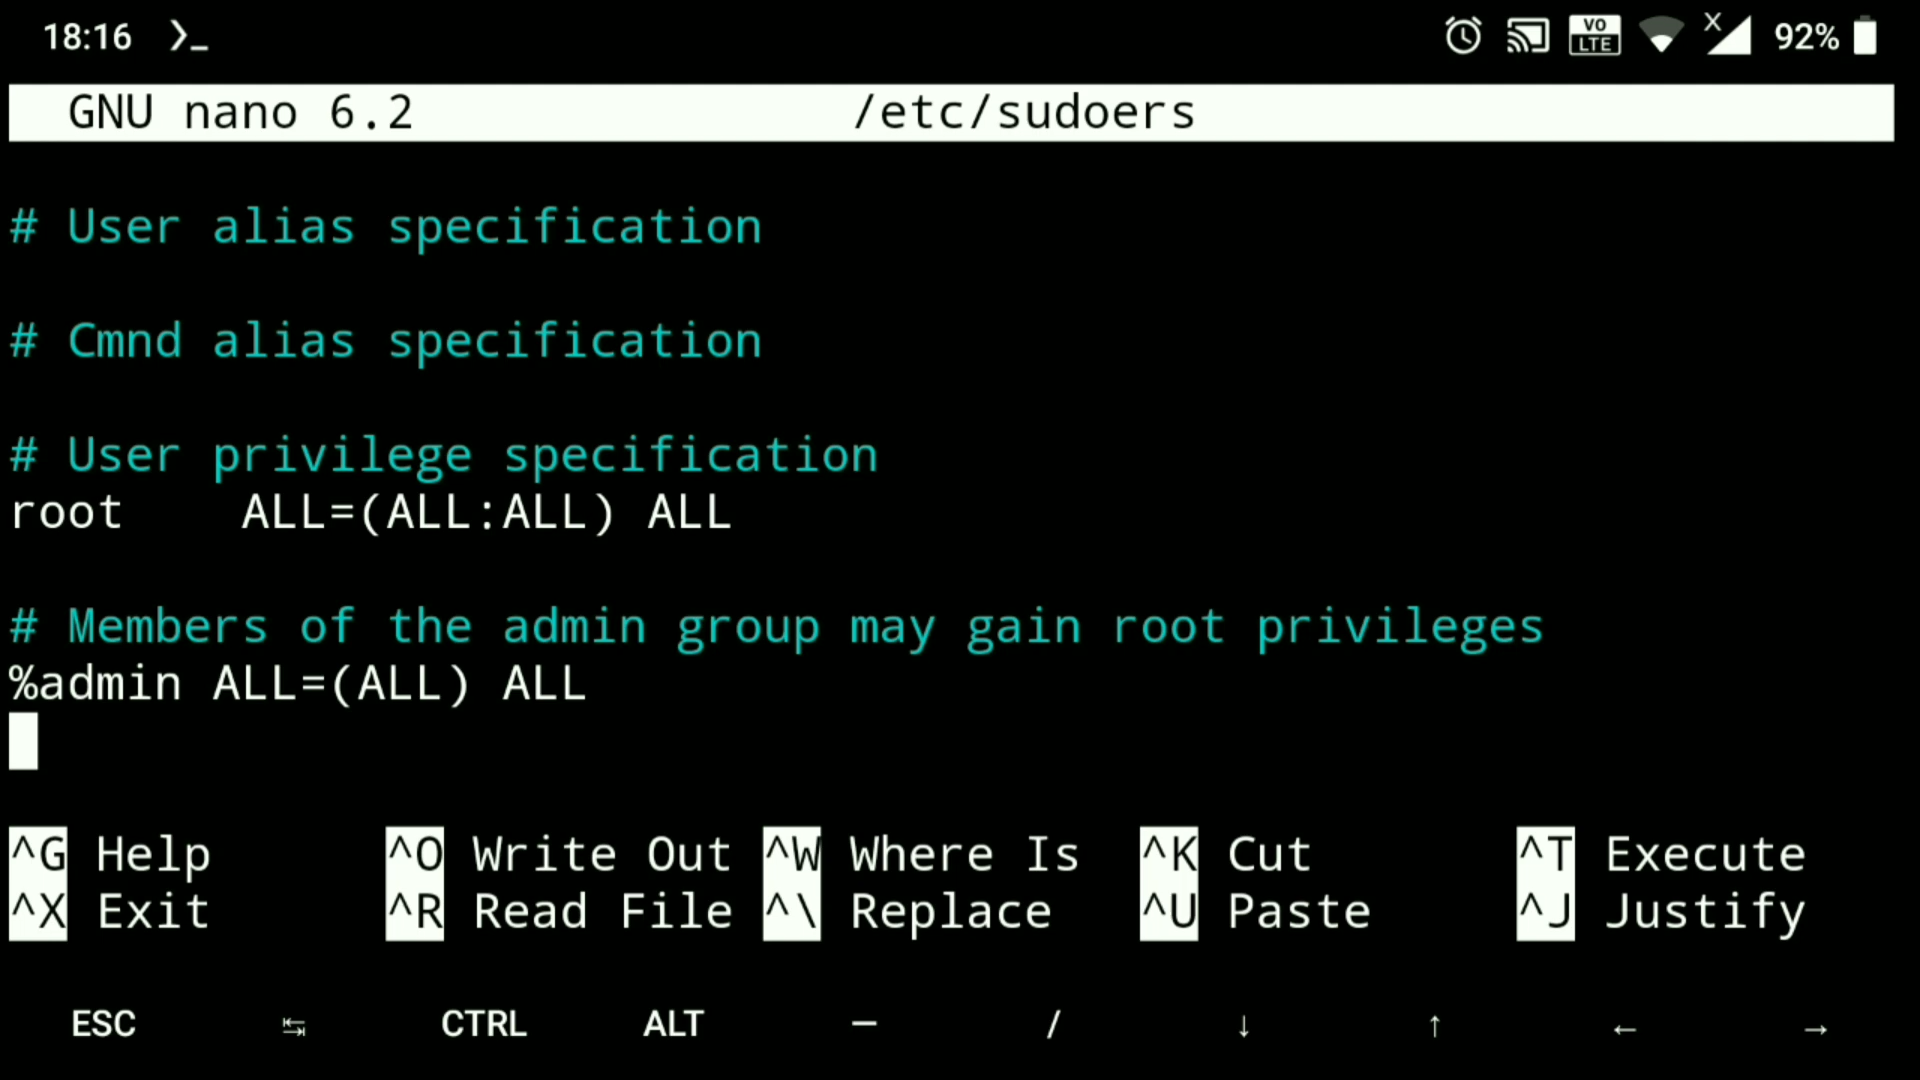 18:16 VO LTE X 92%
GNU nano 6.2 /etc/sudoers
# User alias specification
# Cmnd alias specification
# User privilege specification
root    ALL=(ALL:ALL) ALL
# Members of the admin group may gain root privileges
%admin ALL=(ALL) ALL
^G Help ^O Write Out ^W Where Is ^K Cut ^T Execute
^X Exit ^R Read File ^\ Replace ^U Paste ^J Justify
ESC ↹ CTRL ALT — / ↓ ↑ ← →